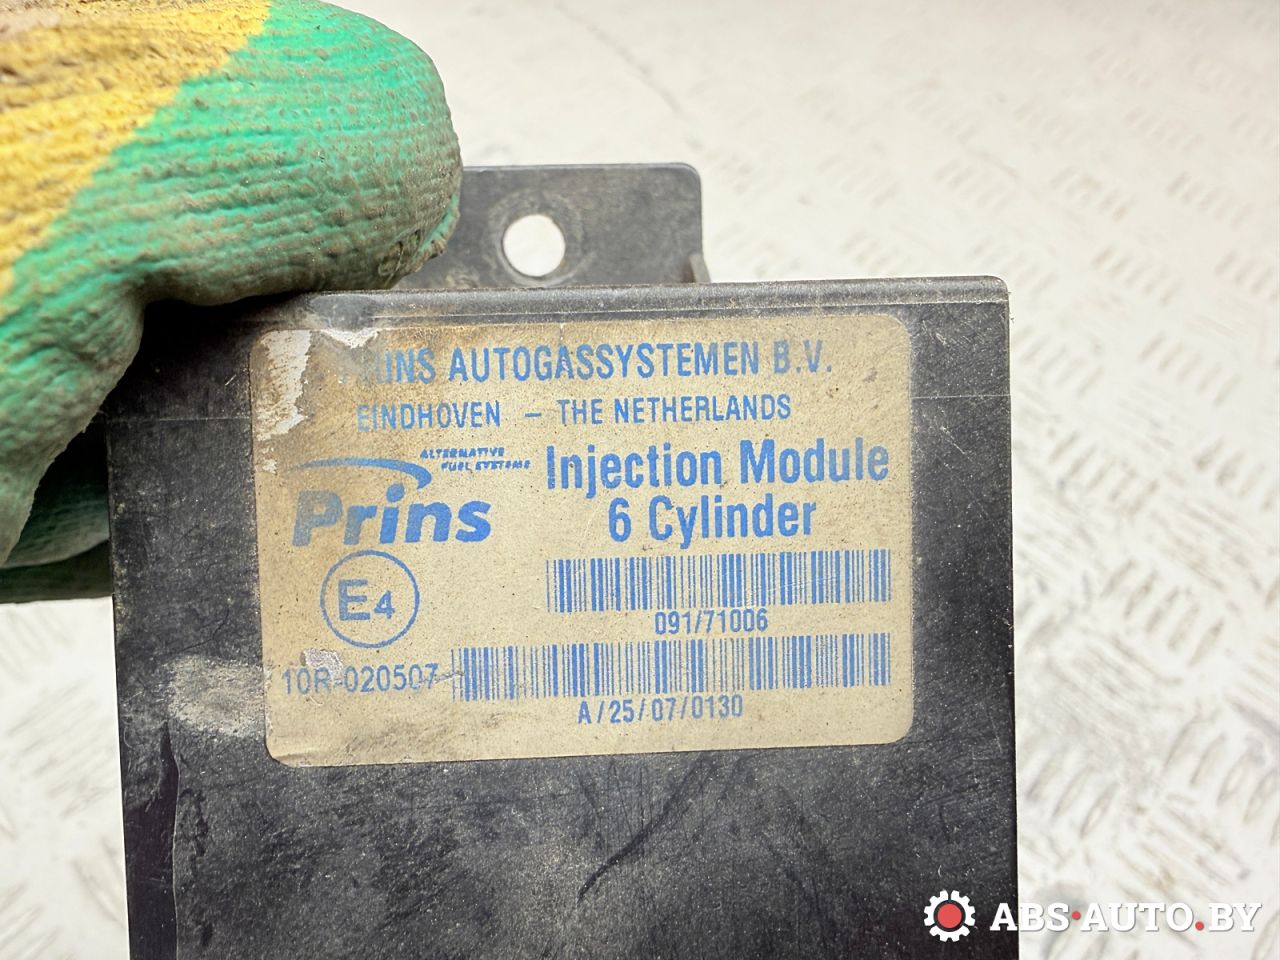 PRINS AUTOGASSYSTEMEN B.V.
EINDHOVEN - THE NETHERLANDS
ALTERNATIVE
FUEL SYSTEMS
Prins
Injection Module
6 Cylinder
E4
091/71006
10R-020507
A/25/07/0130
ABS-AUTO.BY